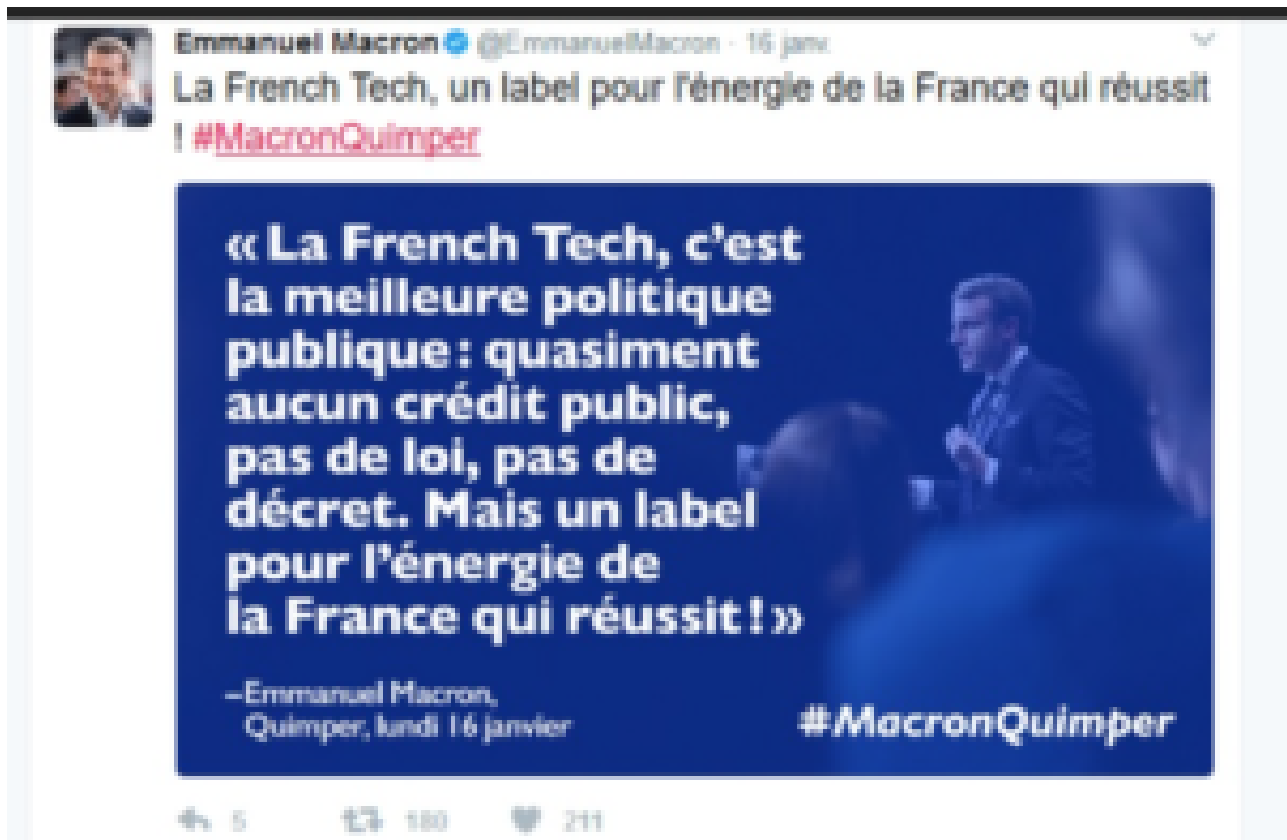 Emmanuel Macron @EmmanuelMacron · 16 janv.
La French Tech, un label pour l'énergie de la France qui réussit
! #MacronQuimper
« La French Tech, c'est
la meilleure politique
publique : quasiment
aucun crédit public,
pas de loi, pas de
décret. Mais un label
pour l'énergie de
la France qui réussit ! »
–Emmanuel Macron,
Quimper, lundi 16 janvier
#MacronQuimper
5 180 211